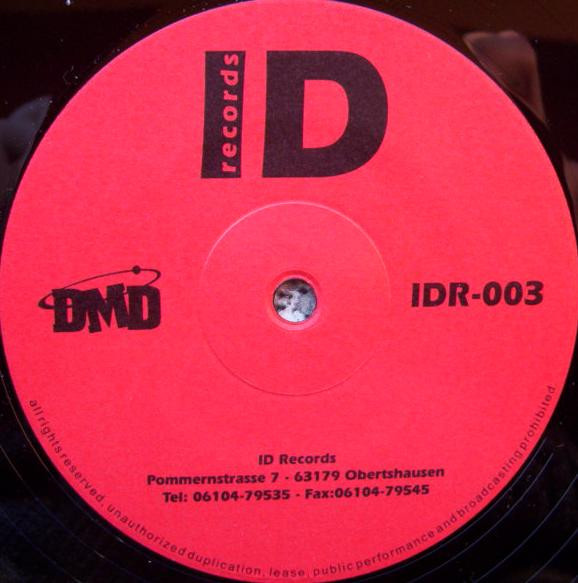 ID
records
DMD
IDR-003
ID Records
Pommernstrasse 7 - 63179 Obertshausen
Tel: 06104-79535 - Fax:06104-79545
all rights reserved. unauthorized duplication, lease, public performance and broadcasting prohibited